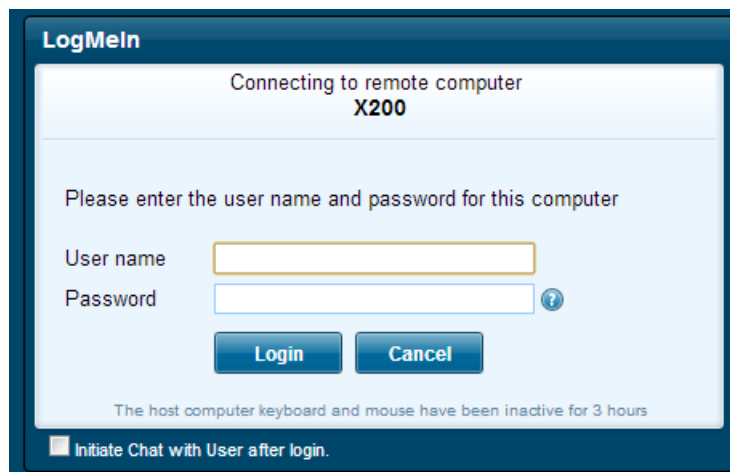 LogMeIn
Connecting to remote computer
X200
Please enter the user name and password for this computer
User name
Password
?
Login Cancel
The host computer keyboard and mouse have been inactive for 3 hours
Initiate Chat with User after login.